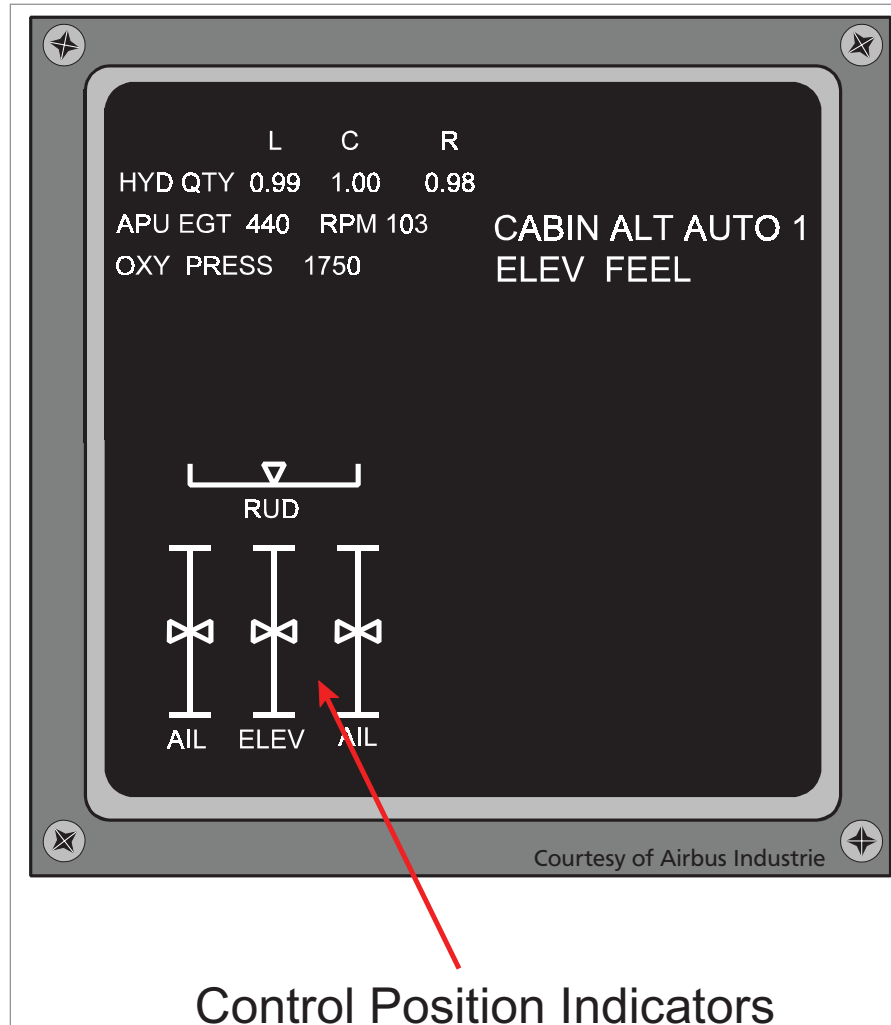 L C R
HYD QTY 0.99 1.00 0.98
APU EGT 440 RPM 103
OXY PRESS 1750
CABIN ALT AUTO 1
ELEV FEEL
RUD
AIL ELEV AIL
Courtesy of Airbus Industrie
Control Position Indicators